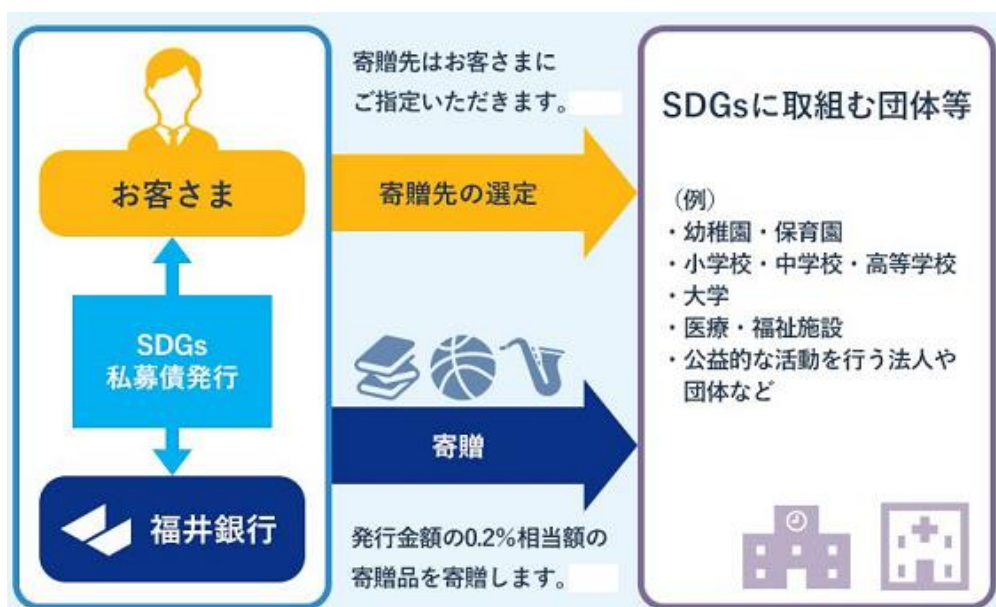 お客さま
SDGs
私募債発行
福井銀行
寄贈先はお客さまに
ご指定いただきます。
寄贈先の選定
寄贈
発行金額の0.2%相当額の
寄贈品を寄贈します。
SDGsに取組む団体等
（例）
・幼稚園・保育園
・小学校・中学校・高等学校
・大学
・医療・福祉施設
・公益的な活動を行う法人や
団体など